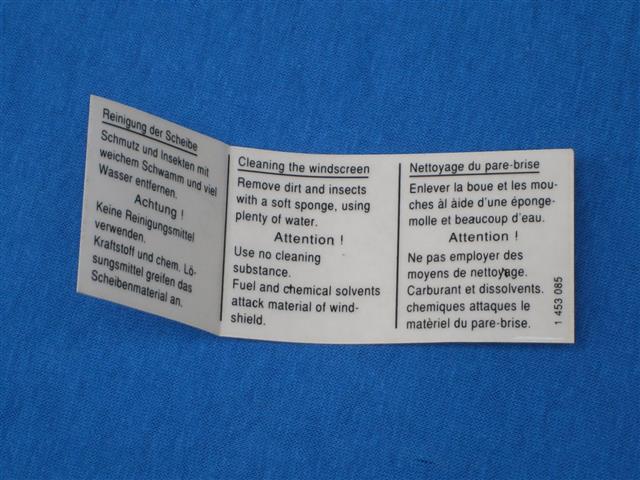 Reinigung der Scheibe
Schmutz und Insekten mit
weichem Schwamm und viel
Wasser entfernen.
Achtung !
Keine Reinigungsmittel
verwenden.
Kraftstoff und chem. Lö-
sungsmittel greifen das
Scheibenmaterial an.
Cleaning the windscreen
Remove dirt and insects
with a soft sponge, using
plenty of water.
Attention !
Use no cleaning
substance.
Fuel and chemical solvents
attack material of wind-
shield.
Nettoyage du pare-brise
Enlever la boue et les mou-
ches àl àide d'une éponge-
molle et beaucoup d'eau.
Attention !
Ne pas employer des
moyens de nettoyage.
Carburant et dissolvents.
chemiques attaques le
matèriel du pare-brise.
1 453 085